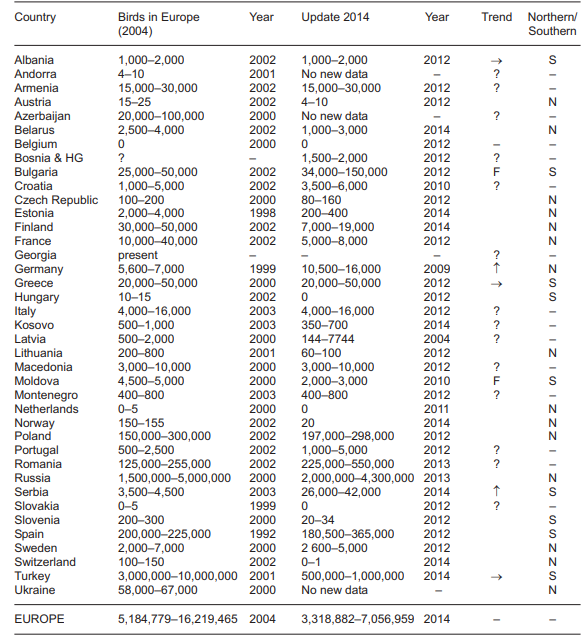 Country Birds in Europe Year Update 2014 Year Trend Northern/
(2004) Southern
Albania 1,000–2,000 2002 1,000–2,000 2012 → S
Andorra 4–10 2001 No new data – ? –
Armenia 15,000–30,000 2002 15,000–30,000 2012 ? –
Austria 15–25 2002 4–10 2012 N
Azerbaijan 20,000–100,000 2000 No new data – ? –
Belarus 2,500–4,000 2002 1,000–3,000 2014 N
Belgium 0 2000 0 2012 – –
Bosnia & HG ? – 1,500–2,000 2012 ? –
Bulgaria 25,000–50,000 2002 34,000–150,000 2012 F S
Croatia 1,000–5,000 2002 3,500–6,000 2010 ? –
Czech Republic 100–200 2000 80–160 2012 N
Estonia 2,000–4,000 1998 200–400 2014 N
Finland 30,000–50,000 2002 7,000–19,000 2014 N
France 10,000–40,000 2002 5,000–8,000 2012 N
Georgia present – – – ? –
Germany 5,600–7,000 1999 10,500–16,000 2009 ↑ N
Greece 20,000–50,000 2000 20,000–50,000 2012 → S
Hungary 10–15 2002 0 2012 S
Italy 4,000–16,000 2003 4,000–16,000 2012 ? –
Kosovo 500–1,000 2003 350–700 2014 ? –
Latvia 500–2,000 2000 144–7744 2004 ? –
Lithuania 200–800 2001 60–100 2012 N
Macedonia 3,000–10,000 2000 3,000–10,000 2012 ? –
Moldova 4,500–5,000 2000 2,000–3,000 2010 F S
Montenegro 400–800 2003 400–800 2012 ? –
Netherlands 0–5 2000 0 2011 N
Norway 150–155 2002 20 2014 N
Poland 150,000–300,000 2002 197,000–298,000 2012 N
Portugal 500–2,500 2002 1,000–5,000 2012 ? –
Romania 125,000–255,000 2002 225,000–550,000 2013 ? –
Russia 1,500,000–5,000,000 2000 2,000,000–4,300,000 2013 N
Serbia 3,500–4,500 2003 26,000–42,000 2014 ↑ S
Slovakia 0–5 1999 0 2012 ? –
Slovenia 200–300 2000 20–34 2012 S
Spain 200,000–225,000 1992 180,500–365,000 2012 S
Sweden 2,000–7,000 2000 2 600–5,000 2012 N
Switzerland 100–150 2002 0–1 2014 N
Turkey 3,000,000–10,000,000 2001 500,000–1,000,000 2014 → S
Ukraine 58,000–67,000 2000 No new data – N
EUROPE 5,184,779–16,219,465 2004 3,318,882–7,056,959 2014 – –